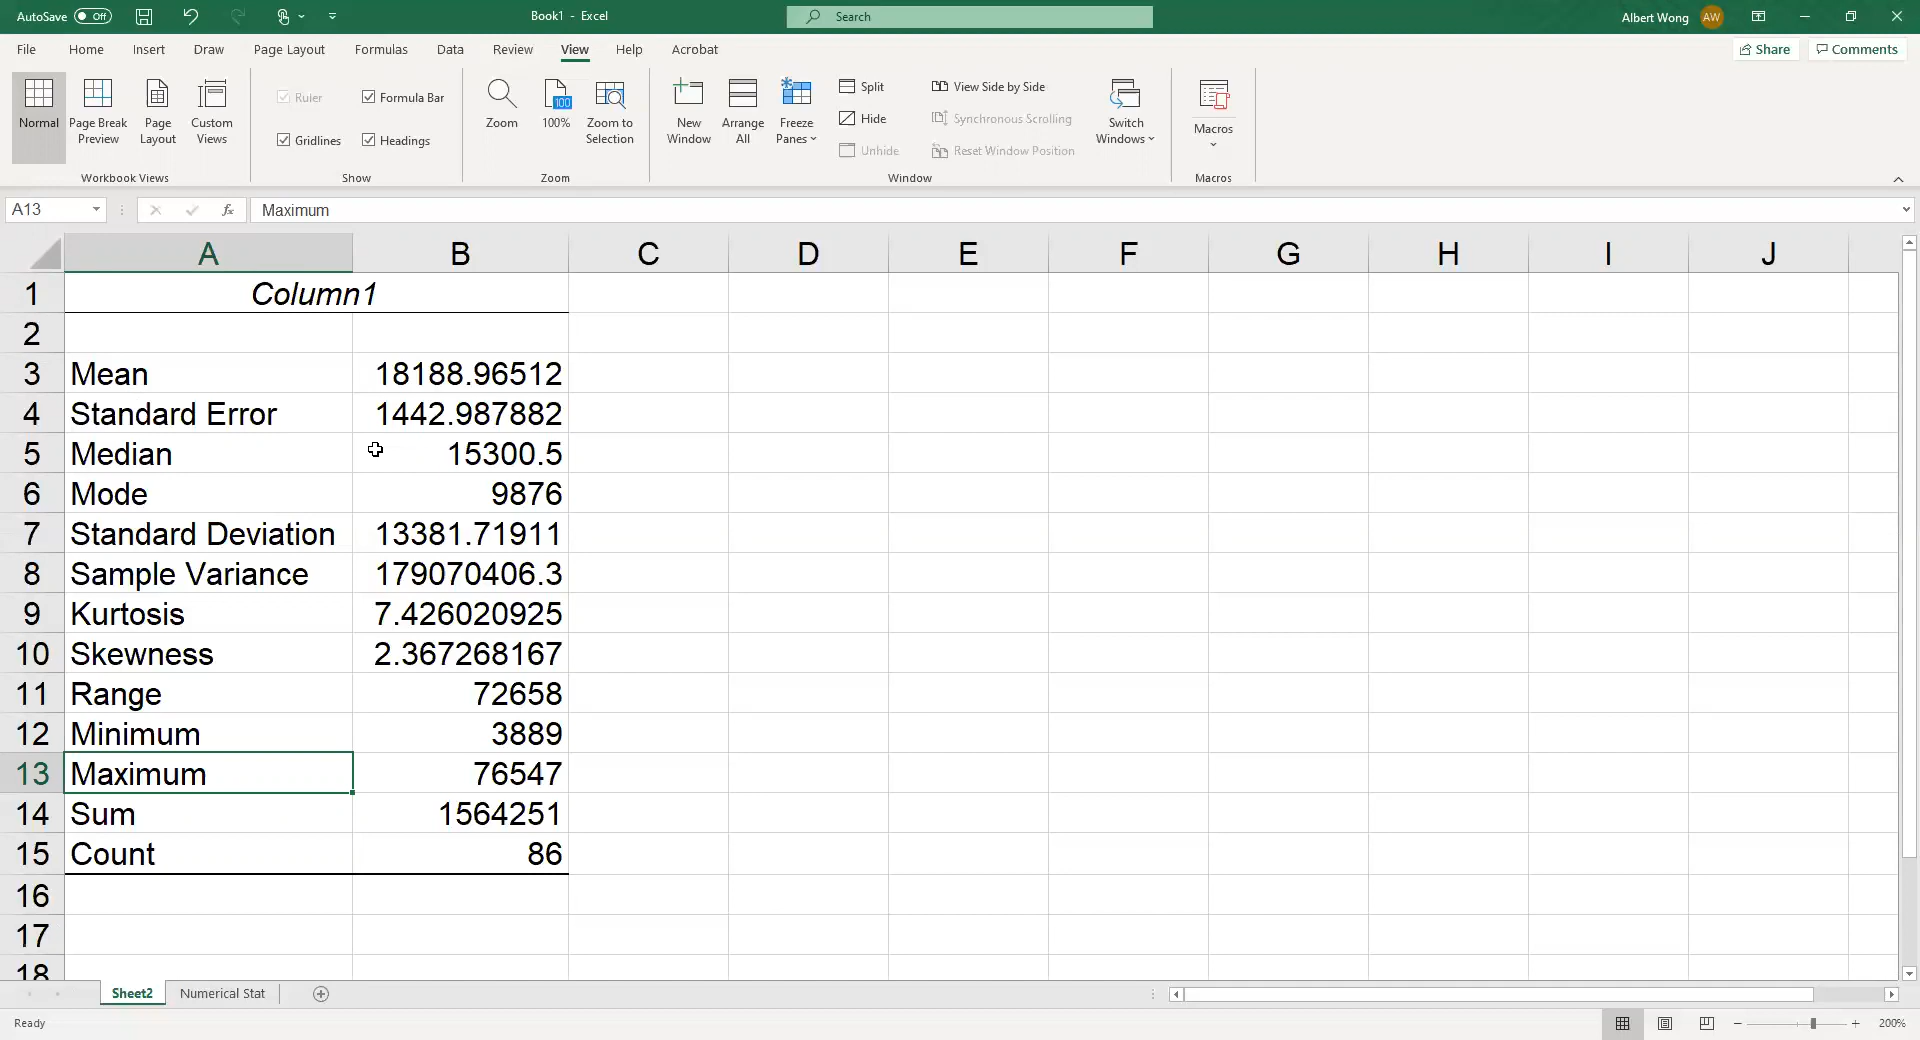 AutoSave Off Book1 - Excel Search Albert Wong AW
File Home Insert Draw Page Layout Formulas Data Review View Help Acrobat Share Comments
Normal
Page Break Preview
Page Layout
Custom Views
Workbook Views
Ruler Formula Bar
Gridlines Headings
Show
Zoom
100
100%
Zoom to Selection
Zoom
New Window
Arrange All
Freeze Panes
Split
Hide
Unhide
View Side by Side
Synchronous Scrolling
Reset Window Position
Window
Switch Windows
Macros
Macros
A13 fx Maximum
A B C D E F G H I J
1 Column1
2
3 Mean 18188.96512
4 Standard Error 1442.987882
5 Median 15300.5
6 Mode 9876
7 Standard Deviation 13381.71911
8 Sample Variance 179070406.3
9 Kurtosis 7.426020925
10 Skewness 2.367268167
11 Range 72658
12 Minimum 3889
13 Maximum 76547
14 Sum 1564251
15 Count 86
16
17
18
Sheet2 Numerical Stat
Ready 200%